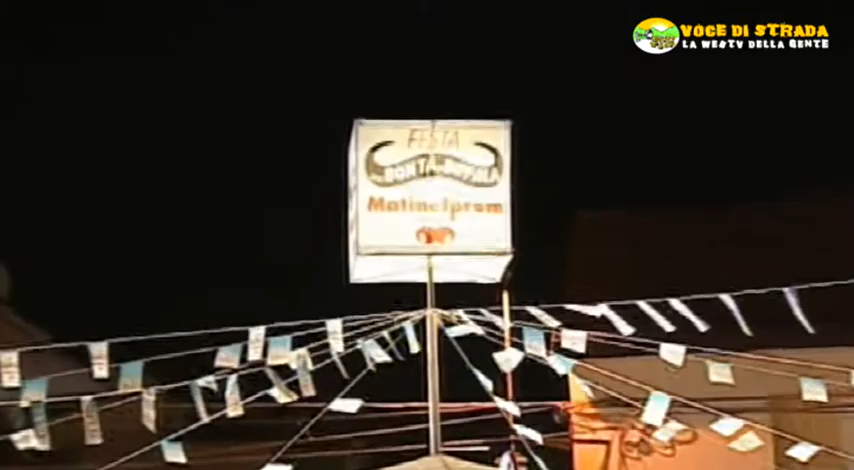 VOCE DI STRADA
LA WEBTV DELLA GENTE
FESTA
BONTÀ BUFALA
Matinelprom